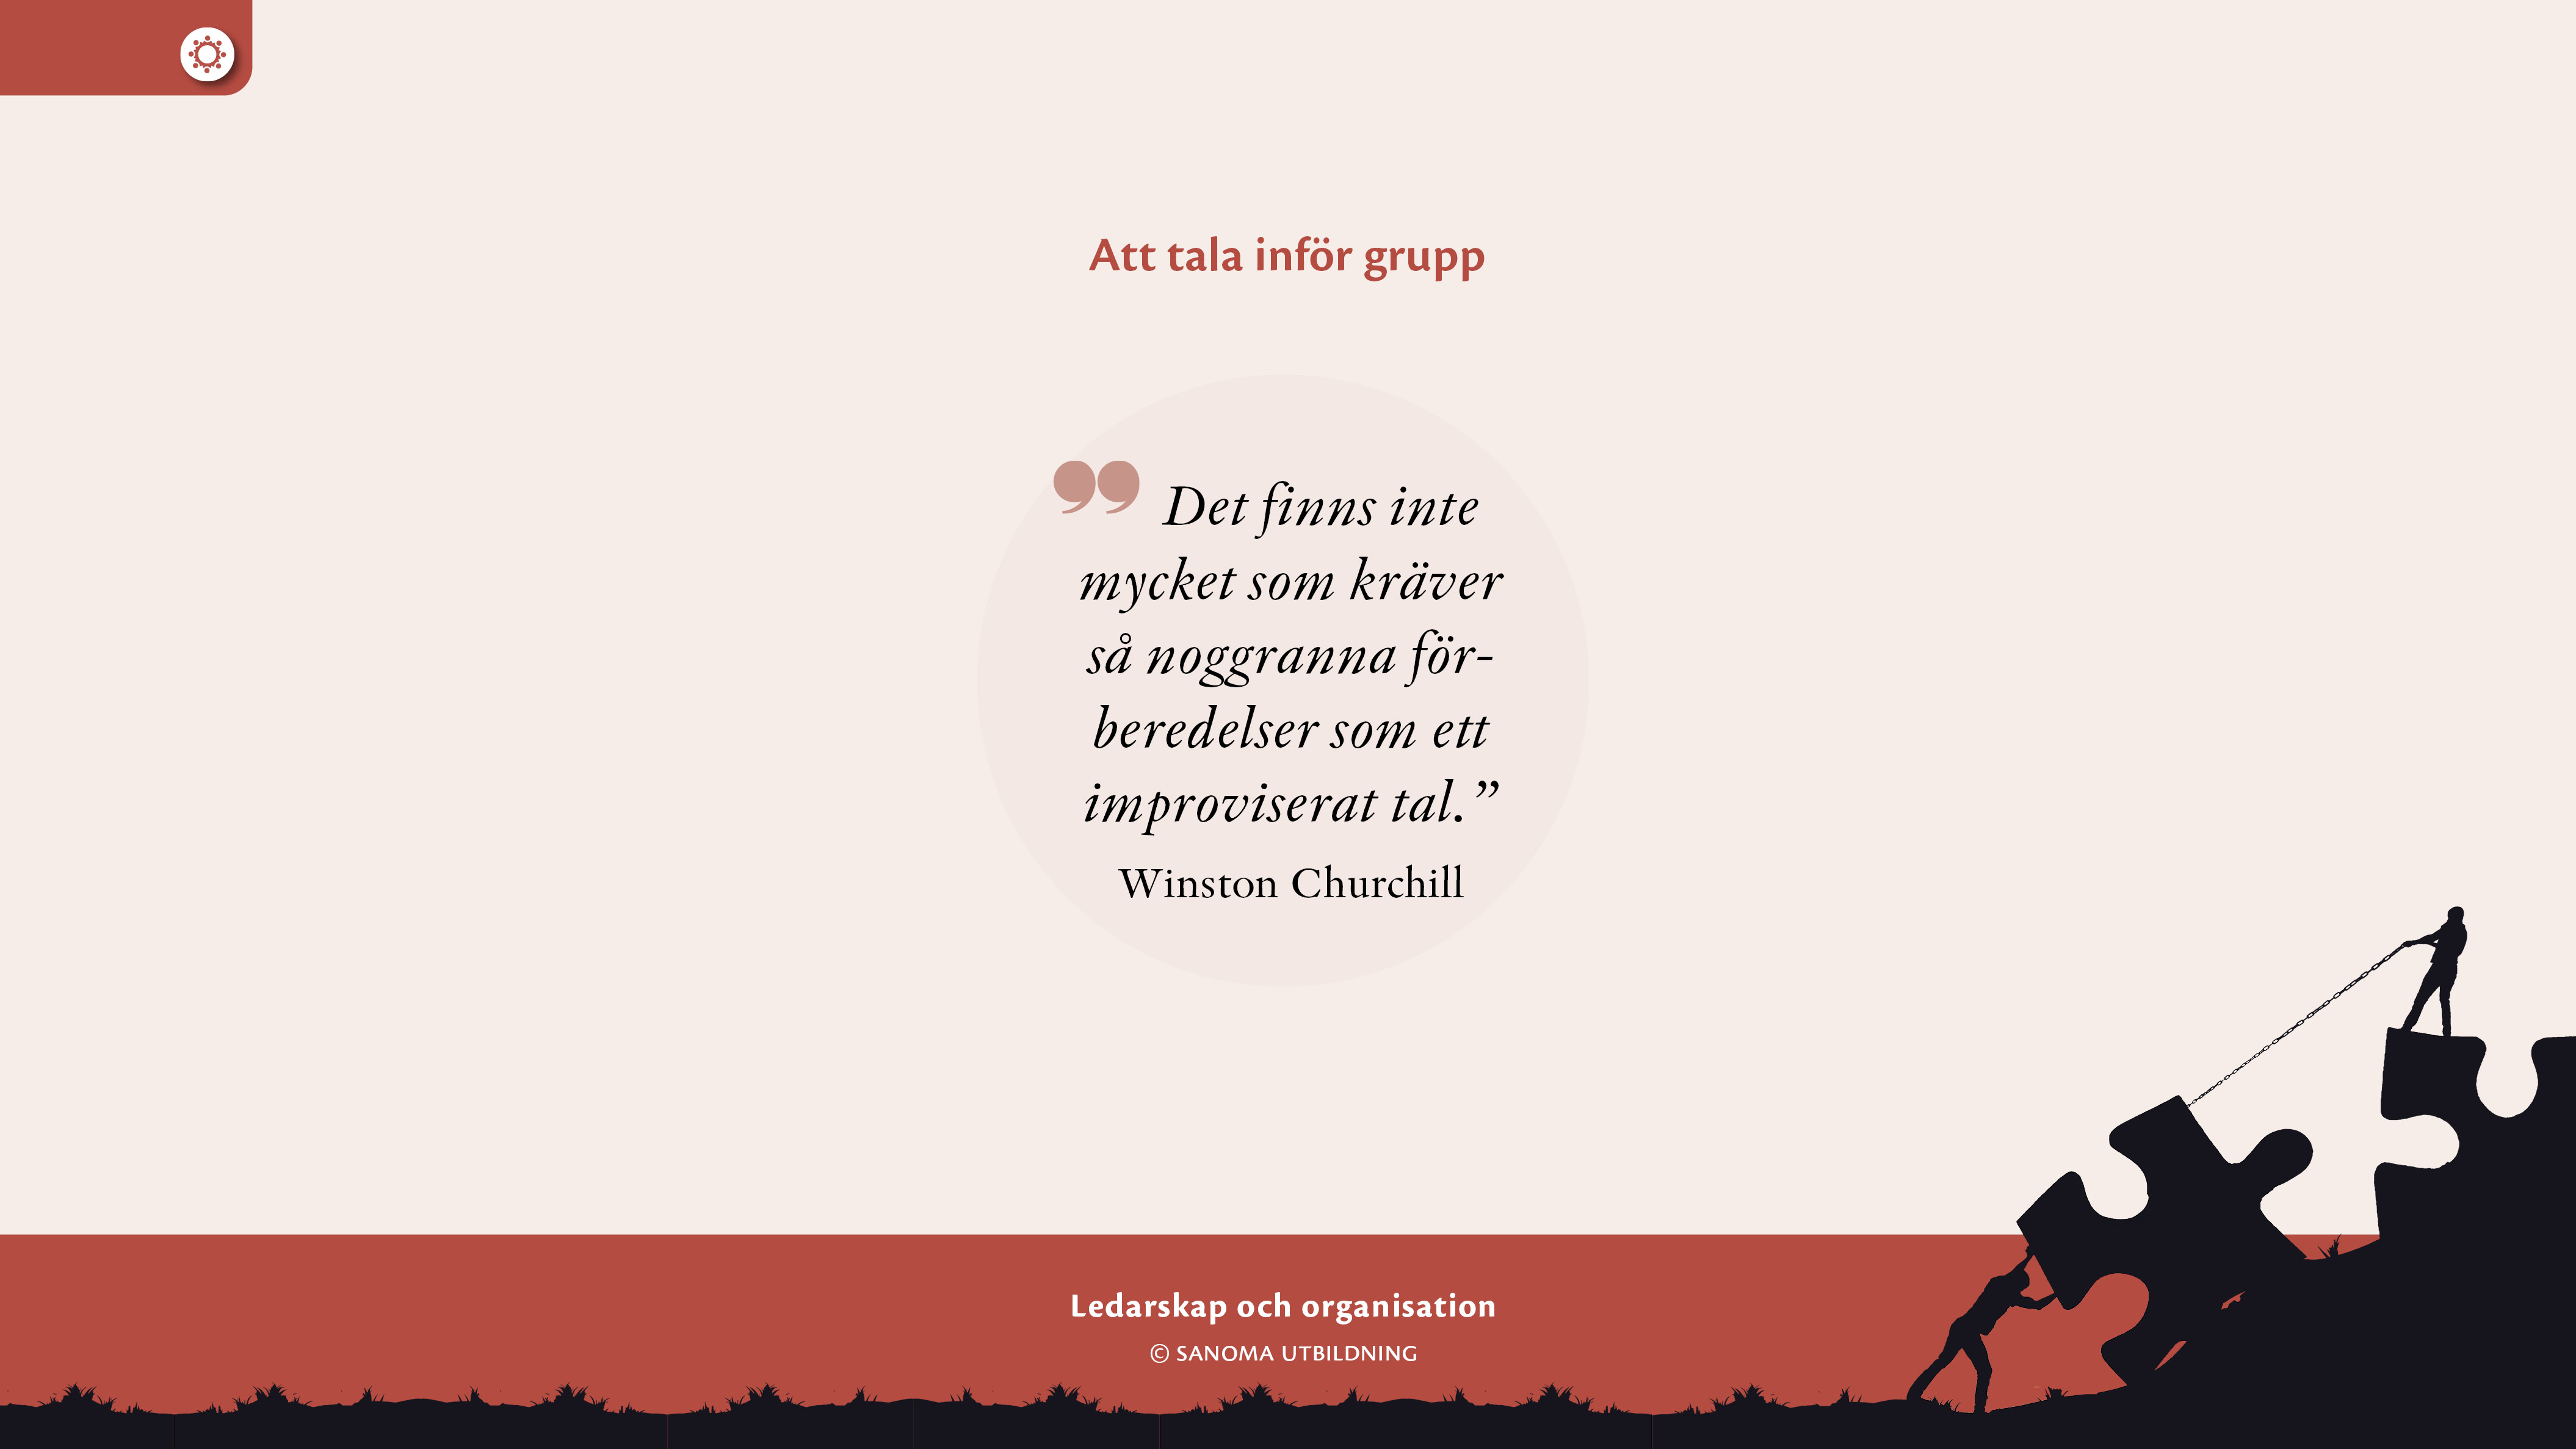 Att tala inför grupp
” Det finns inte
mycket som kräver
så noggranna för-
beredelser som ett
improviserat tal.”
Winston Churchill
Ledarskap och organisation
© SANOMA UTBILDNING